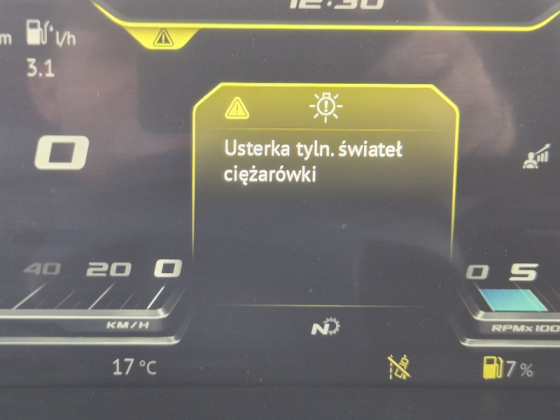 12:30
m
l/h
3.1
Usterka tyln. świateł
ciężarówki
0
40 20 0
KM/H
0 5
RPMx100
N
17 °C
7 %